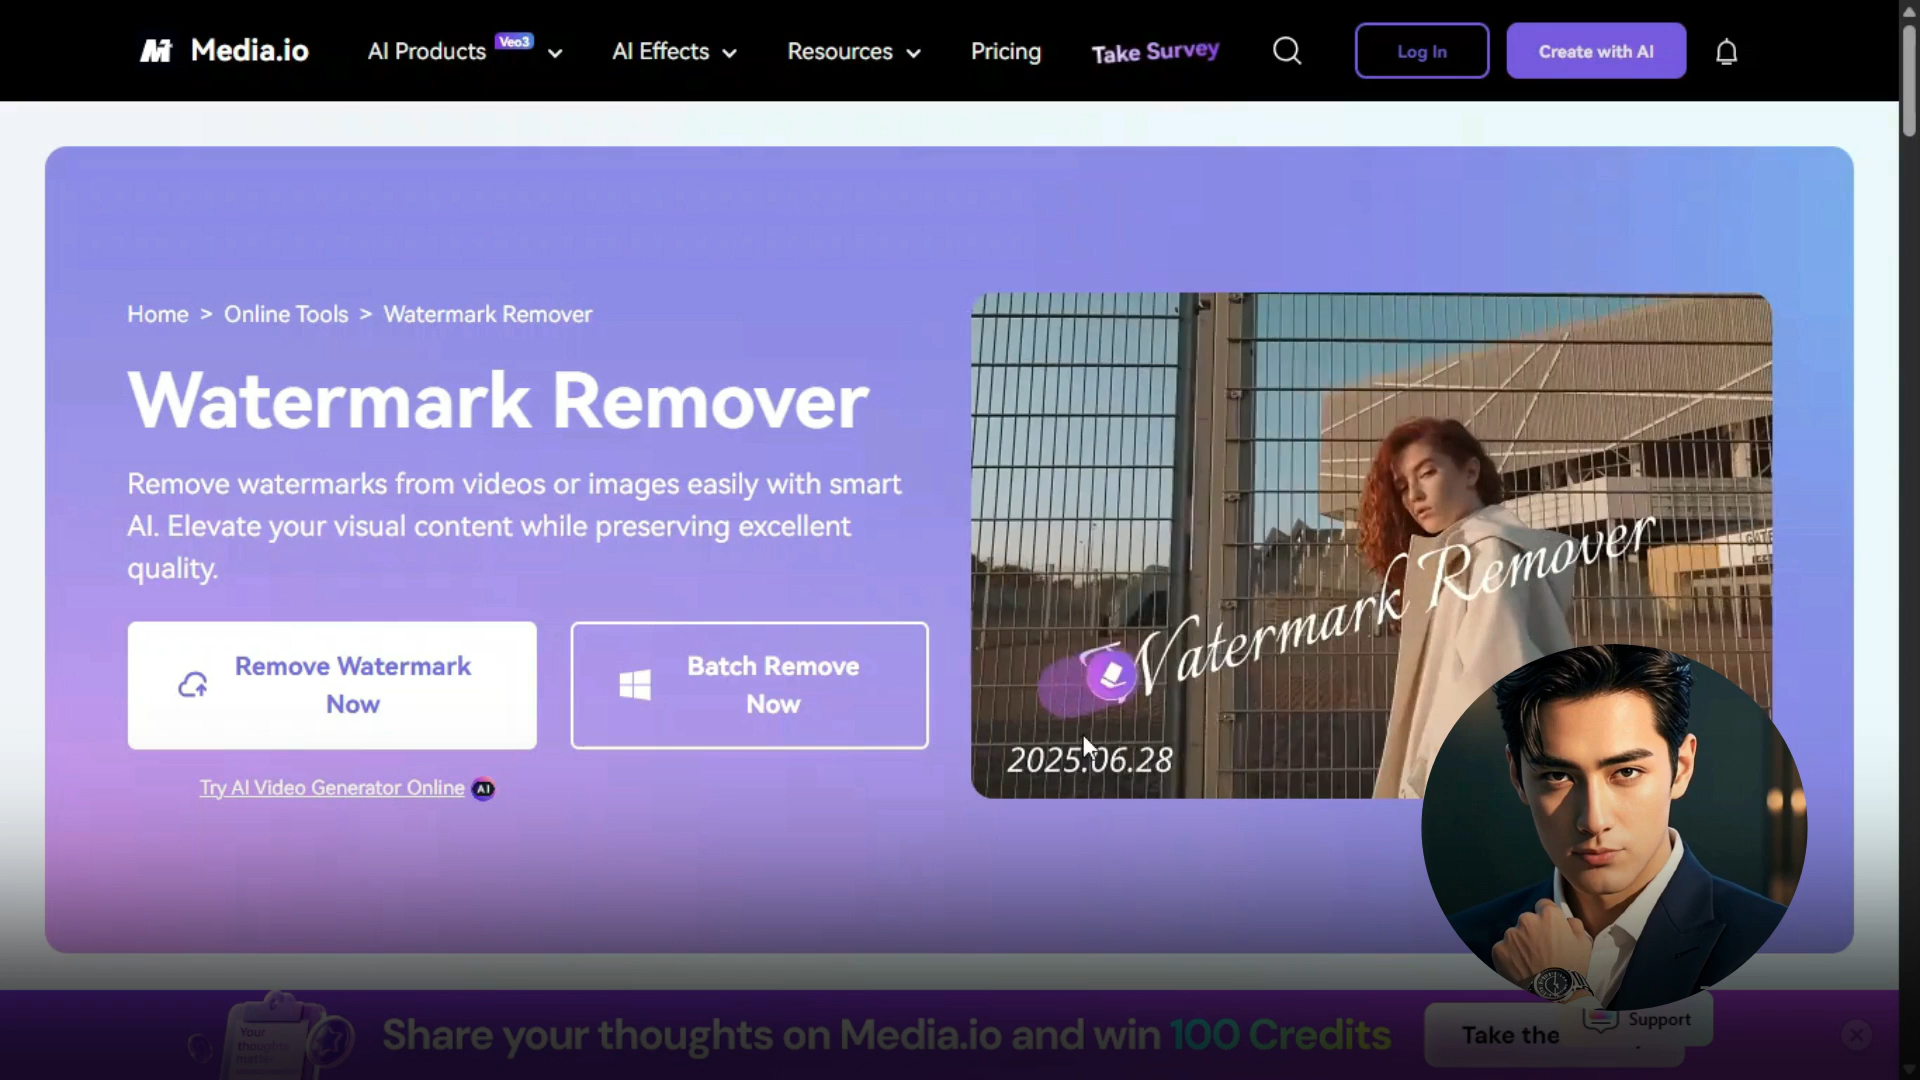 Media.io
AI Products
Veo3
AI Effects
Resources
Pricing
Take Survey
Log In
Create with AI
Home > Online Tools > Watermark Remover
Watermark Remover
Remove watermarks from videos or images easily with smart
AI. Elevate your visual content while preserving excellent
quality.
Remove Watermark
Now
Batch Remove
Now
Try AI Video Generator Online
AI
Watermark Remover
2025.06.28
Your
thoughts
matter
Share your thoughts on Media.io and win 100 Credits
Take the
Support